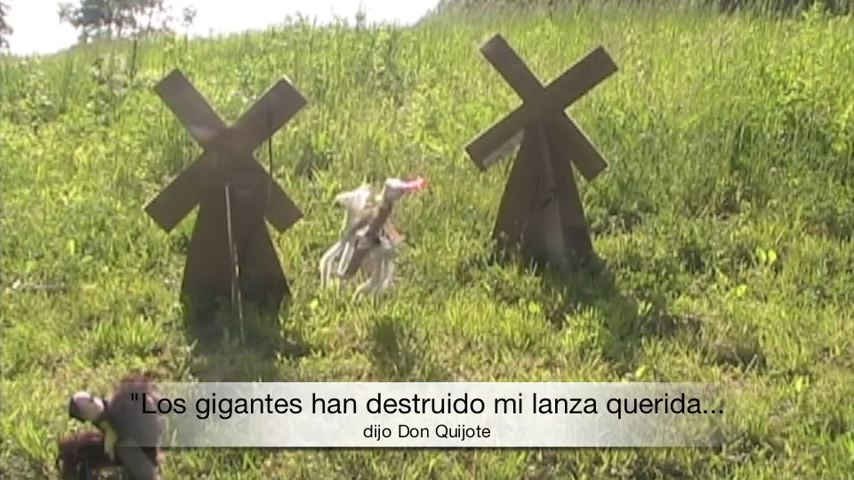 "Los gigantes han destruido mi lanza querida...
dijo Don Quijote